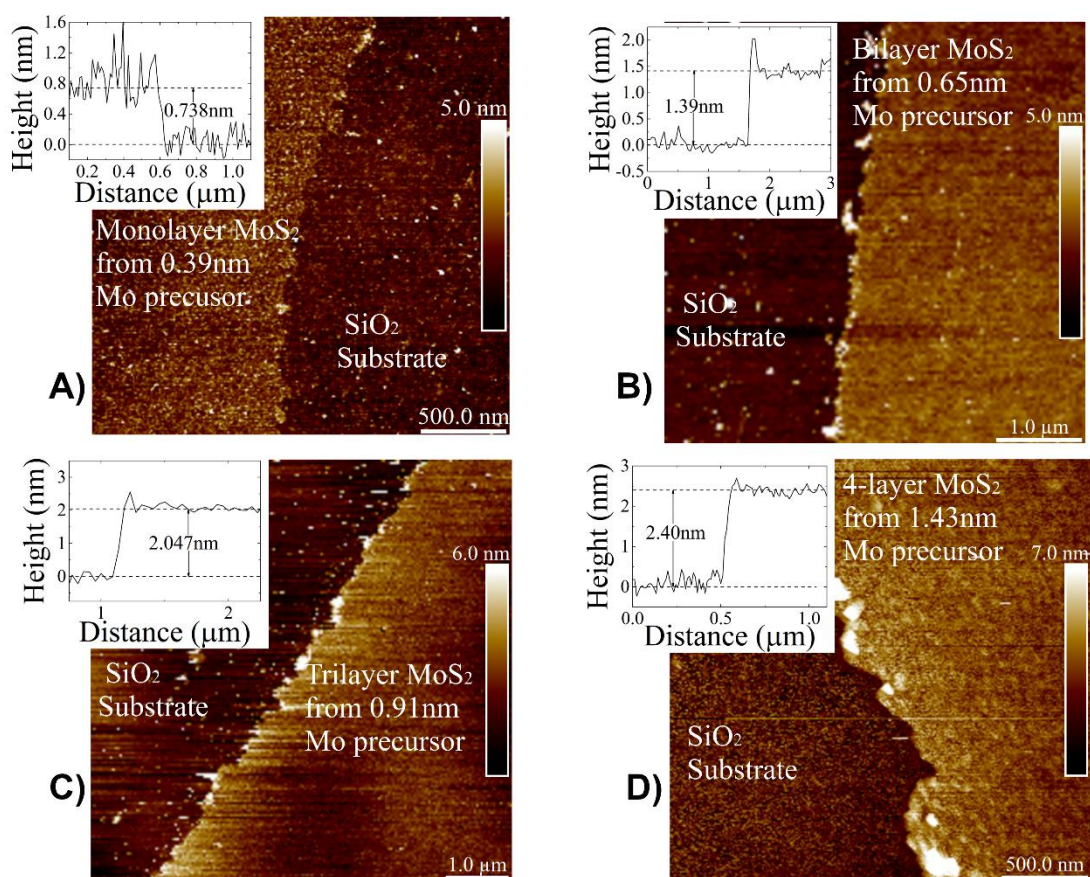 1.6
1.2
0.8
0.4
0.0
Height (nm)
0.738nm
0.2 0.4 0.6 0.8 1.0
Distance (μm)
5.0 nm
Monolayer MoS₂
from 0.39nm
Mo precusor
SiO₂
Substrate
A)
500.0 nm
2.0
1.5
1.0
0.5
0.0
-0.5
Height (nm)
1.39nm
0 1 2 3
Distance (μm)
Bilayer MoS₂
from 0.65nm
Mo precursor
5.0 nm
SiO₂
Substrate
B)
1.0 μm
3
2
1
0
Height (nm)
2.047nm
1 2
Distance (μm)
6.0 nm
SiO₂
Substrate
Trilayer MoS₂
from 0.91nm
Mo precursor
C)
1.0 μm
3
2
1
0
Height (nm)
2.40nm
0.0 0.5 1.0
Distance (μm)
4-layer MoS₂
from 1.43nm
Mo precursor
7.0 nm
SiO₂
Substrate
D)
500.0 nm